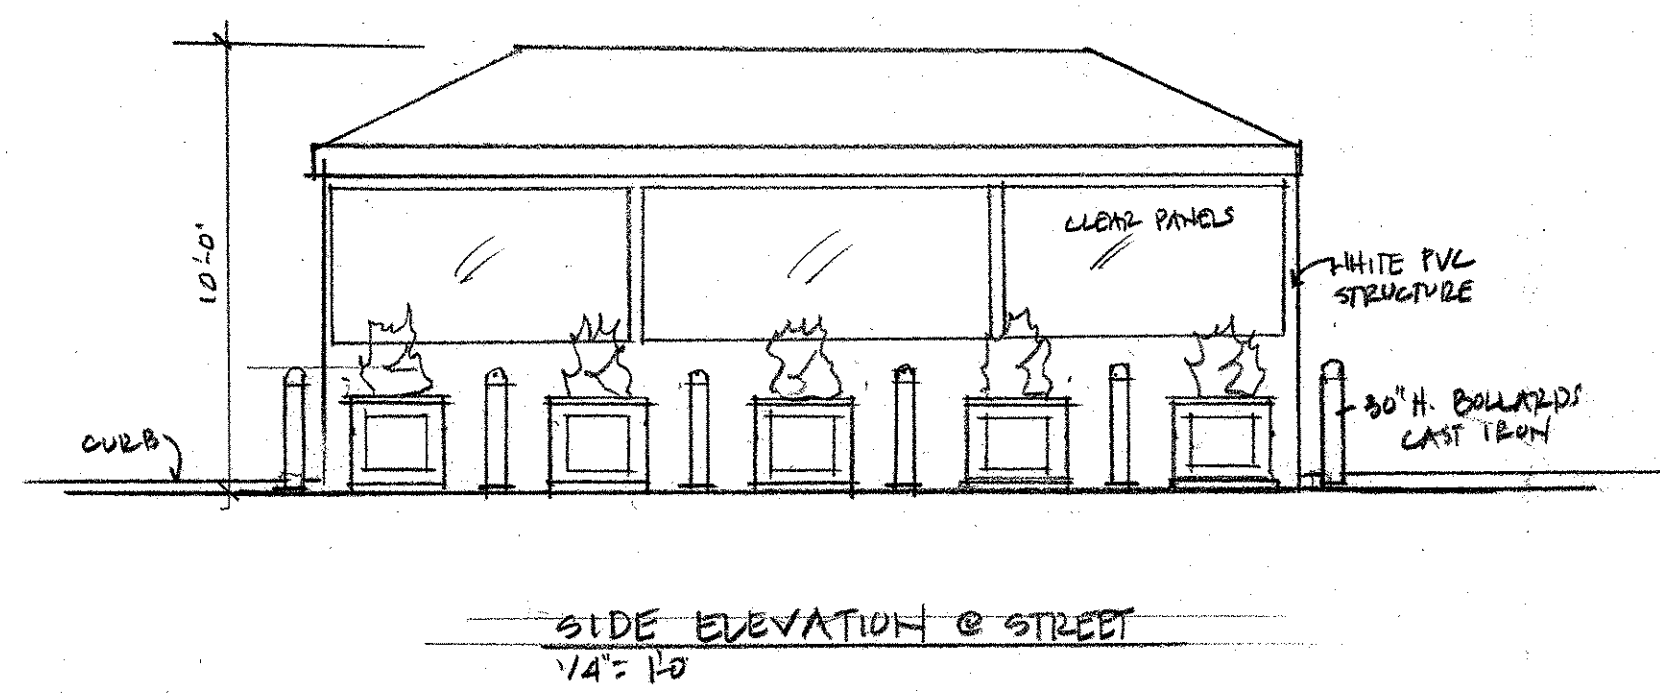 10'-0"
CLEAR PANELS
WHITE PVC
STRUCTURE
CURB
30" H. BOLLARDS
CAST IRON
SIDE ELEVATION @ STREET
1/4" = 1'-0"